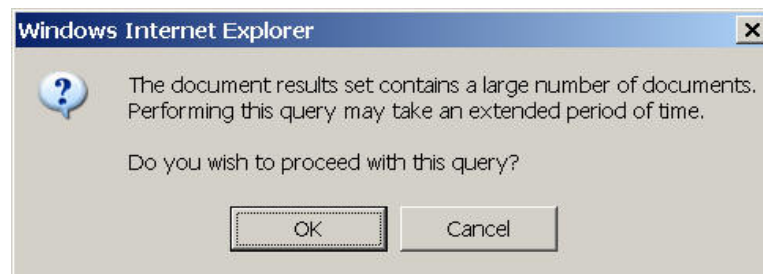 Windows Internet Explorer
The document results set contains a large number of documents.
Performing this query may take an extended period of time.
Do you wish to proceed with this query?
OK
Cancel